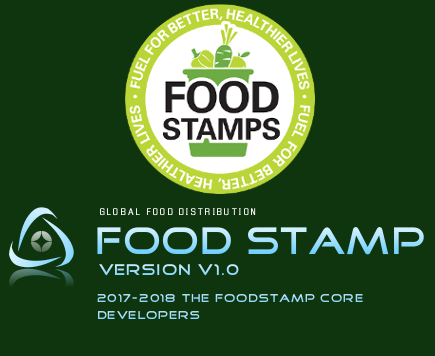 • FUEL FOR BETTER, HEALTHIER LIVES • FUEL FOR BETTER, HEALTHIER LIVES
FOOD
STAMPS
GLOBAL FOOD DISTRIBUTION
FOOD STAMP
VERSION V1.0
2017-2018 THE FOODSTAMP CORE
DEVELOPERS